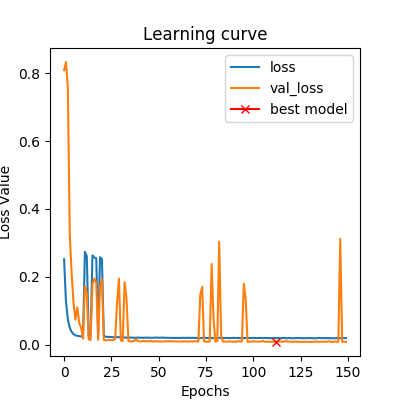 Learning curve
loss
val_loss
best model
Loss Value
0.8
0.6
0.4
0.2
0.0
0 25 50 75 100 125 150
Epochs